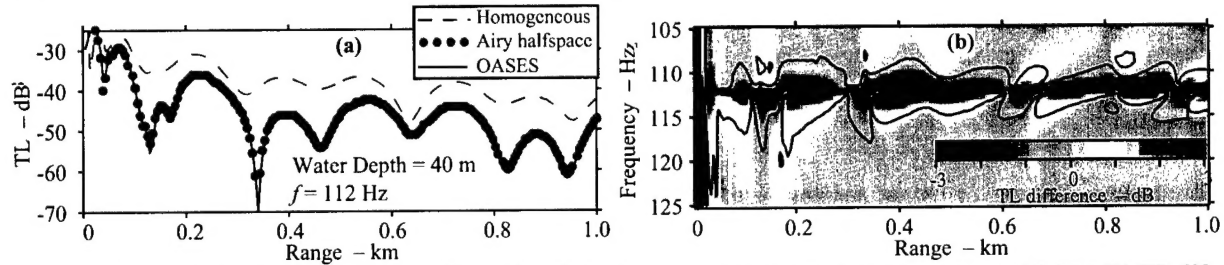 TL – dB
-30
-40
-50
-60
-70
(a)
Homogeneous
Airy halfspace
OASES
Water Depth = 40 m
f = 112 Hz
0 0.2 0.4 0.6 0.8 1.0
Range – km
Frequency – Hz
105
110
115
120
125
(b)
-3 0
TL difference – dB
0 0.2 0.4 0.6 0.8 1.0
Range – km